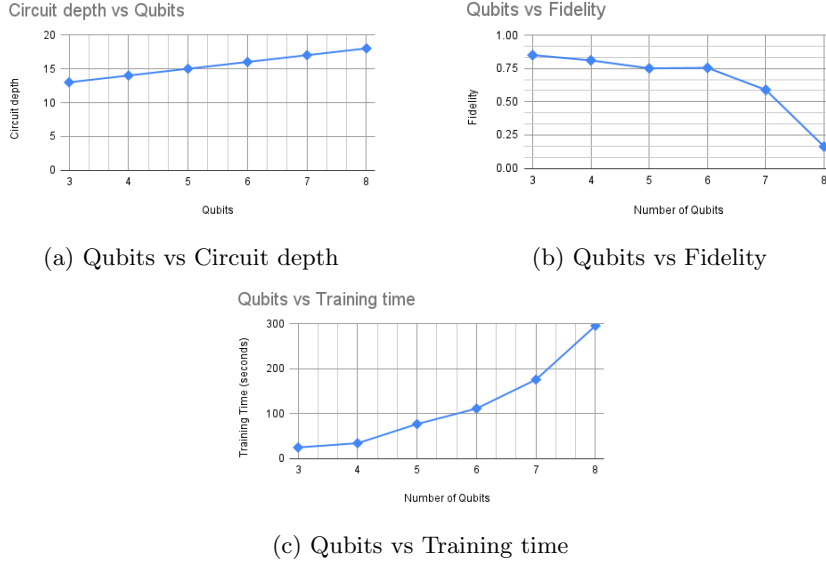 Circuit depth vs Qubits
20
15
10
5
0
Circuit depth
3 4 5 6 7 8
Qubits
(a) Qubits vs Circuit depth
Qubits vs Fidelity
1.00
0.75
0.50
0.25
0.00
Fidelity
3 4 5 6 7 8
Number of Qubits
(b) Qubits vs Fidelity
Qubits vs Training time
300
200
100
0
Training Time (seconds)
3 4 5 6 7 8
Number of Qubits
(c) Qubits vs Training time